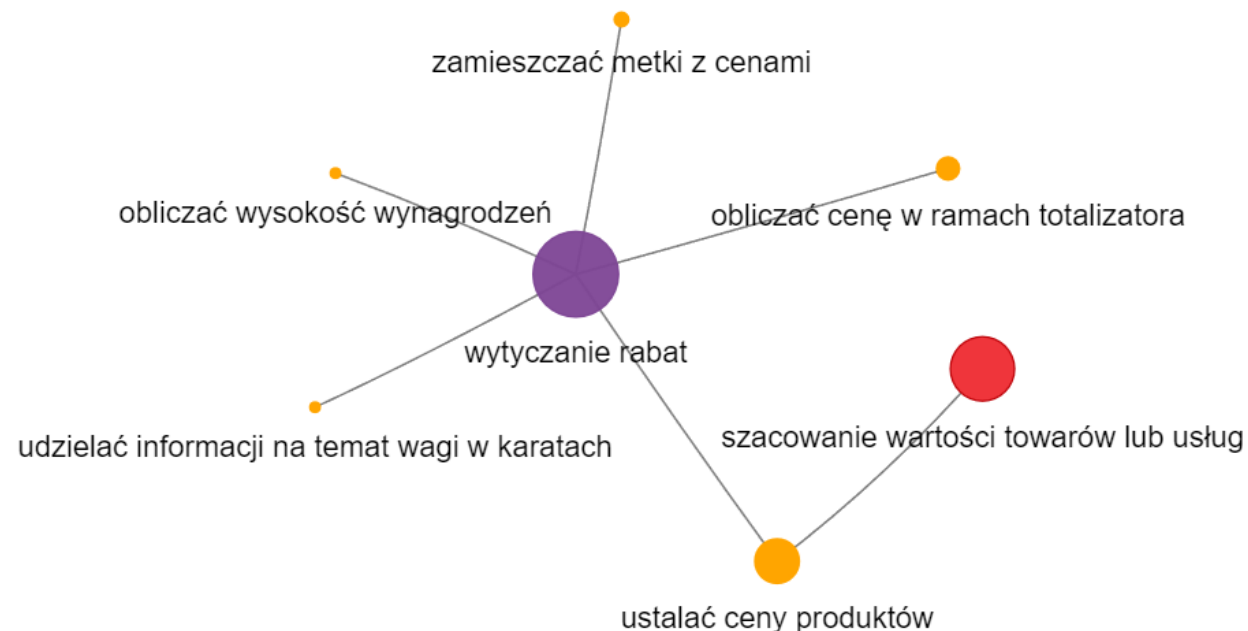 zamieszczać metki z cenami
obliczać wysokość wynagrodzeń
obliczać cenę w ramach totalizatora
wytyczanie rabat
udzielać informacji na temat wagi w karatach
szacowanie wartości towarów lub usług
ustalać ceny produktów